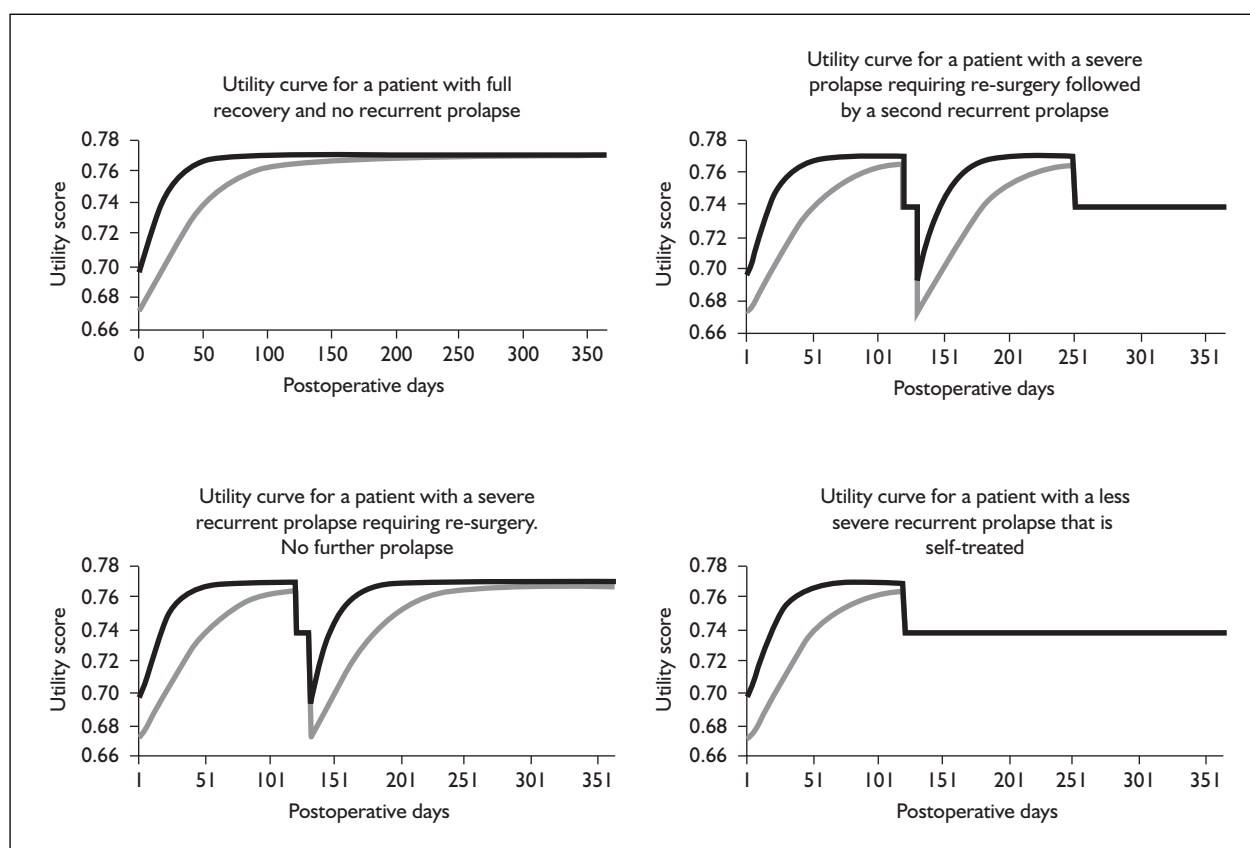 Utility curve for a patient with full
recovery and no recurrent prolapse
0.78
0.76
0.74
0.72
0.70
0.68
0.66
Utility score
0 50 100 150 200 250 300 350
Postoperative days
Utility curve for a patient with a severe
prolapse requiring re-surgery followed
by a second recurrent prolapse
0.78
0.76
0.74
0.72
0.70
0.68
0.66
Utility score
1 51 101 151 201 251 301 351
Postoperative days
Utility curve for a patient with a severe
recurrent prolapse requiring re-surgery.
No further prolapse
0.78
0.76
0.74
0.72
0.70
0.68
0.66
Utility score
1 51 101 151 201 251 301 351
Postoperative days
Utility curve for a patient with a less
severe recurrent prolapse that is
self-treated
0.78
0.76
0.74
0.72
0.70
0.68
0.66
Utility score
1 51 101 151 201 251 301 351
Postoperative days